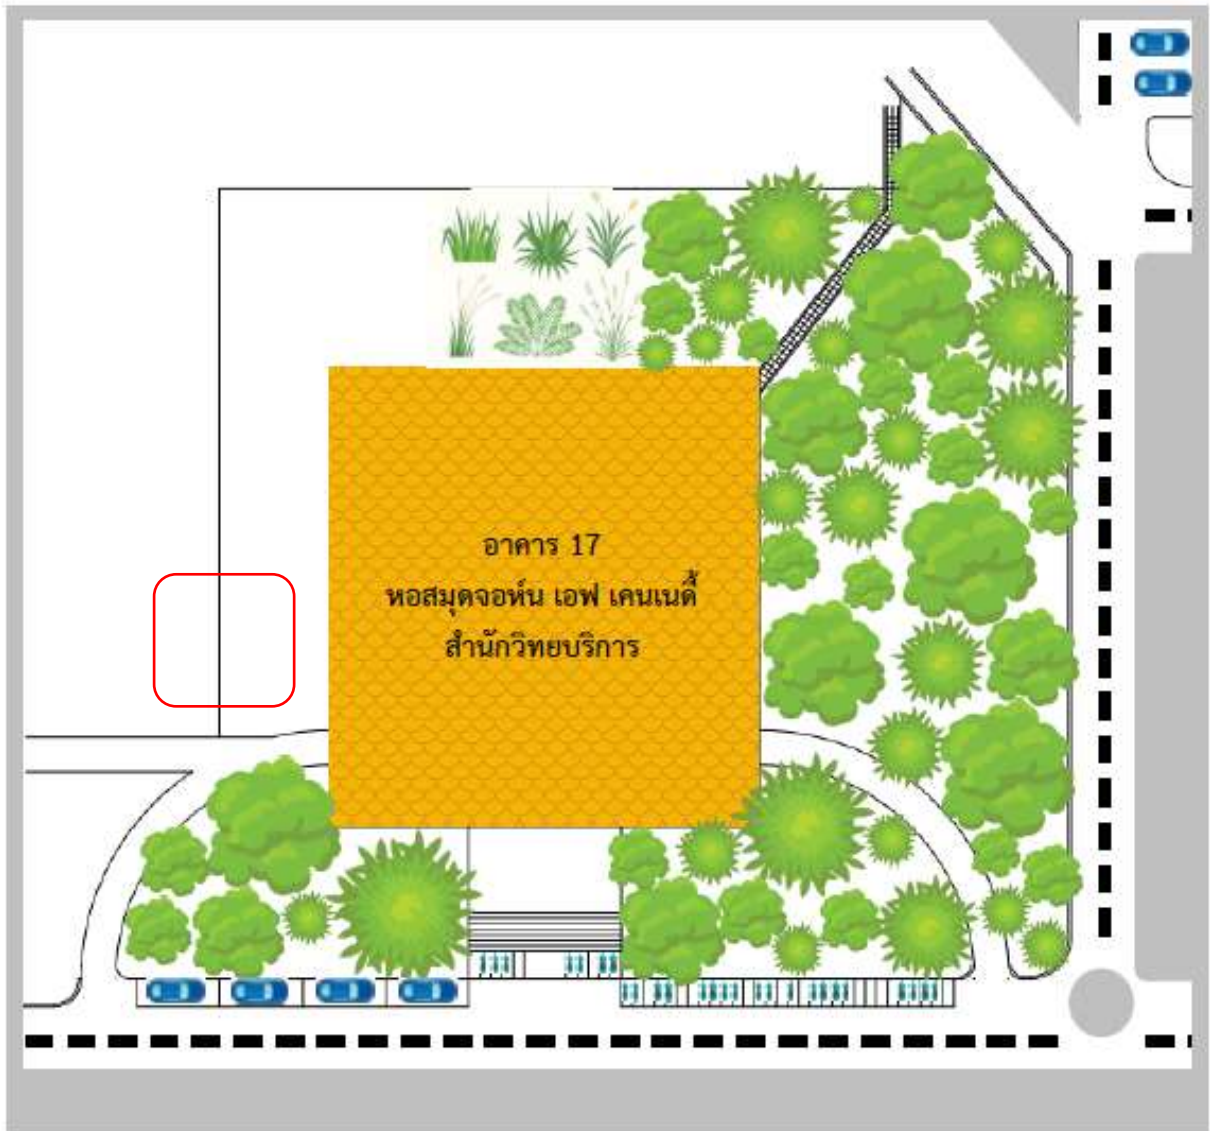 อาคาร 17
หอสมุดจอห์น เอฟ เคนเนดี้
สำนักวิทยบริการ